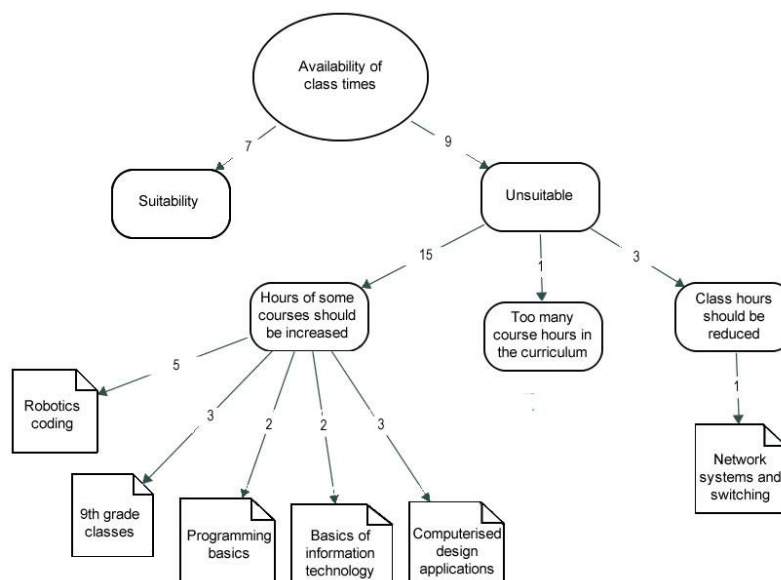 Availability of
class times
7
9
Suitability
Unsuitable
15
1
3
Hours of some
courses should
be increased
Too many
course hours in
the curriculum
Class hours
should be
reduced
5
3
2
2
3
1
Robotics
coding
9th grade
classes
Programming
basics
Basics of
information
technology
Computerised
design
applications
Network
systems and
switching